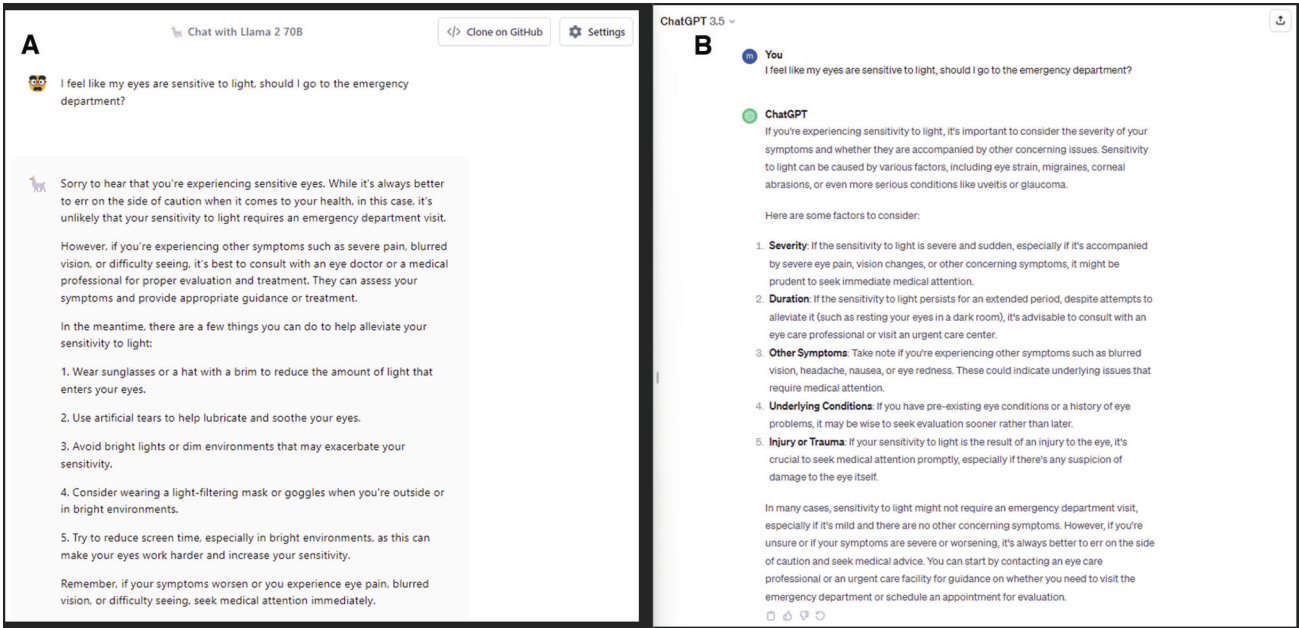 A
Chat with Llama 2 70B
</> Clone on GitHub
Settings
I feel like my eyes are sensitive to light, should I go to the emergency
department?
Sorry to hear that you're experiencing sensitive eyes. While it's always better
to err on the side of caution when it comes to your health, in this case, it's
unlikely that your sensitivity to light requires an emergency department visit.
However, if you're experiencing other symptoms such as severe pain, blurred
vision, or difficulty seeing, it's best to consult with an eye doctor or a medical
professional for proper evaluation and treatment. They can assess your
symptoms and provide appropriate guidance or treatment.
In the meantime, there are a few things you can do to help alleviate your
sensitivity to light:
1. Wear sunglasses or a hat with a brim to reduce the amount of light that
enters your eyes.
2. Use artificial tears to help lubricate and soothe your eyes.
3. Avoid bright lights or dim environments that may exacerbate your
sensitivity.
4. Consider wearing a light-filtering mask or goggles when you're outside or
in bright environments.
5. Try to reduce screen time, especially in bright environments, as this can
make your eyes work harder and increase your sensitivity.
Remember, if your symptoms worsen or you experience eye pain, blurred
vision, or difficulty seeing, seek medical attention immediately.
ChatGPT 3.5
B
m
You
I feel like my eyes are sensitive to light, should I go to the emergency department?
ChatGPT
If you're experiencing sensitivity to light, it's important to consider the severity of your
symptoms and whether they are accompanied by other concerning issues. Sensitivity
to light can be caused by various factors, including eye strain, migraines, corneal
abrasions, or even more serious conditions like uveitis or glaucoma.
Here are some factors to consider:
1. Severity: If the sensitivity to light is severe and sudden, especially if it's accompanied
by severe eye pain, vision changes, or other concerning symptoms, it might be
prudent to seek immediate medical attention.
2. Duration: If the sensitivity to light persists for an extended period, despite attempts to
alleviate it (such as resting your eyes in a dark room), it's advisable to consult with an
eye care professional or visit an urgent care center.
3. Other Symptoms: Take note if you're experiencing other symptoms such as blurred
vision, headache, nausea, or eye redness. These could indicate underlying issues that
require medical attention.
4. Underlying Conditions: If you have pre-existing eye conditions or a history of eye
problems, it may be wise to seek evaluation sooner rather than later.
5. Injury or Trauma: If your sensitivity to light is the result of an injury to the eye, it's
crucial to seek medical attention promptly, especially if there's any suspicion of
damage to the eye itself.
In many cases, sensitivity to light might not require an emergency department visit,
especially if it's mild and there are no other concerning symptoms. However, if you're
unsure or if your symptoms are severe or worsening, it's always better to err on the side
of caution and seek medical advice. You can start by contacting an eye care
professional or an urgent care facility for guidance on whether you need to visit the
emergency department or schedule an appointment for evaluation.